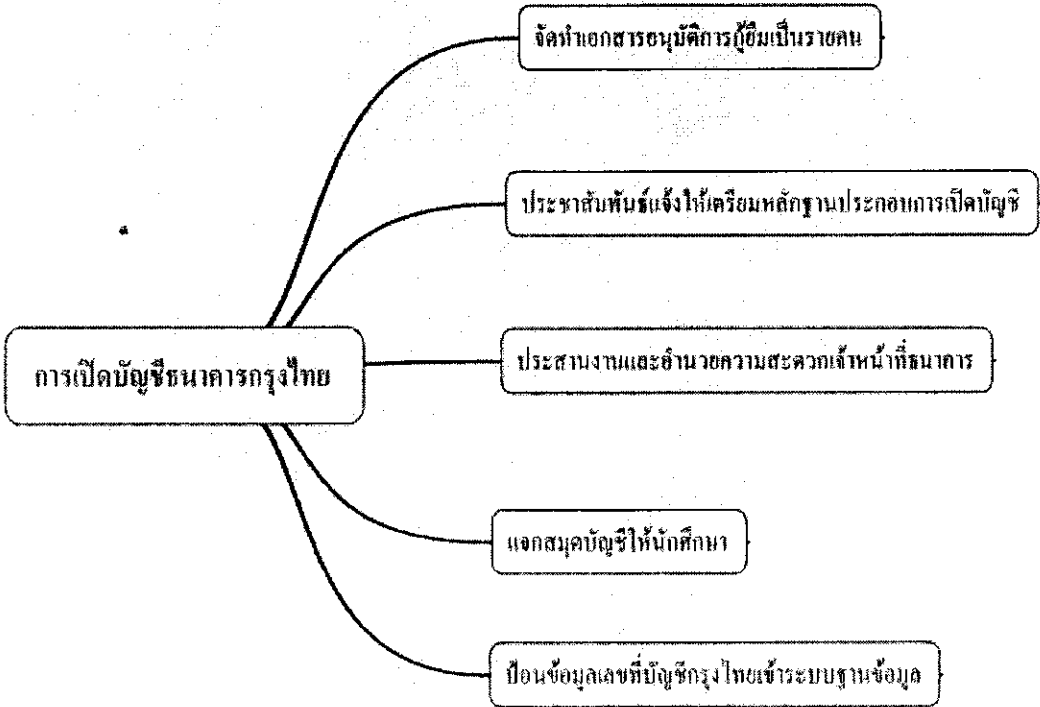 จัดทำเอกสารอนุมัติการกู้ยืมเป็นรายคน
ประชาสัมพันธ์แจ้งให้เตรียมหลักฐานประกอบการเปิดบัญชี
การเปิดบัญชีธนาคารกรุงไทย
ประสานงานและอำนวยความสะดวกเจ้าหน้าที่ธนาคาร
แจกสมุดบัญชีให้นักศึกษา
ป้อนข้อมูลเลขที่บัญชีกรุงไทยเข้าระบบฐานข้อมูล